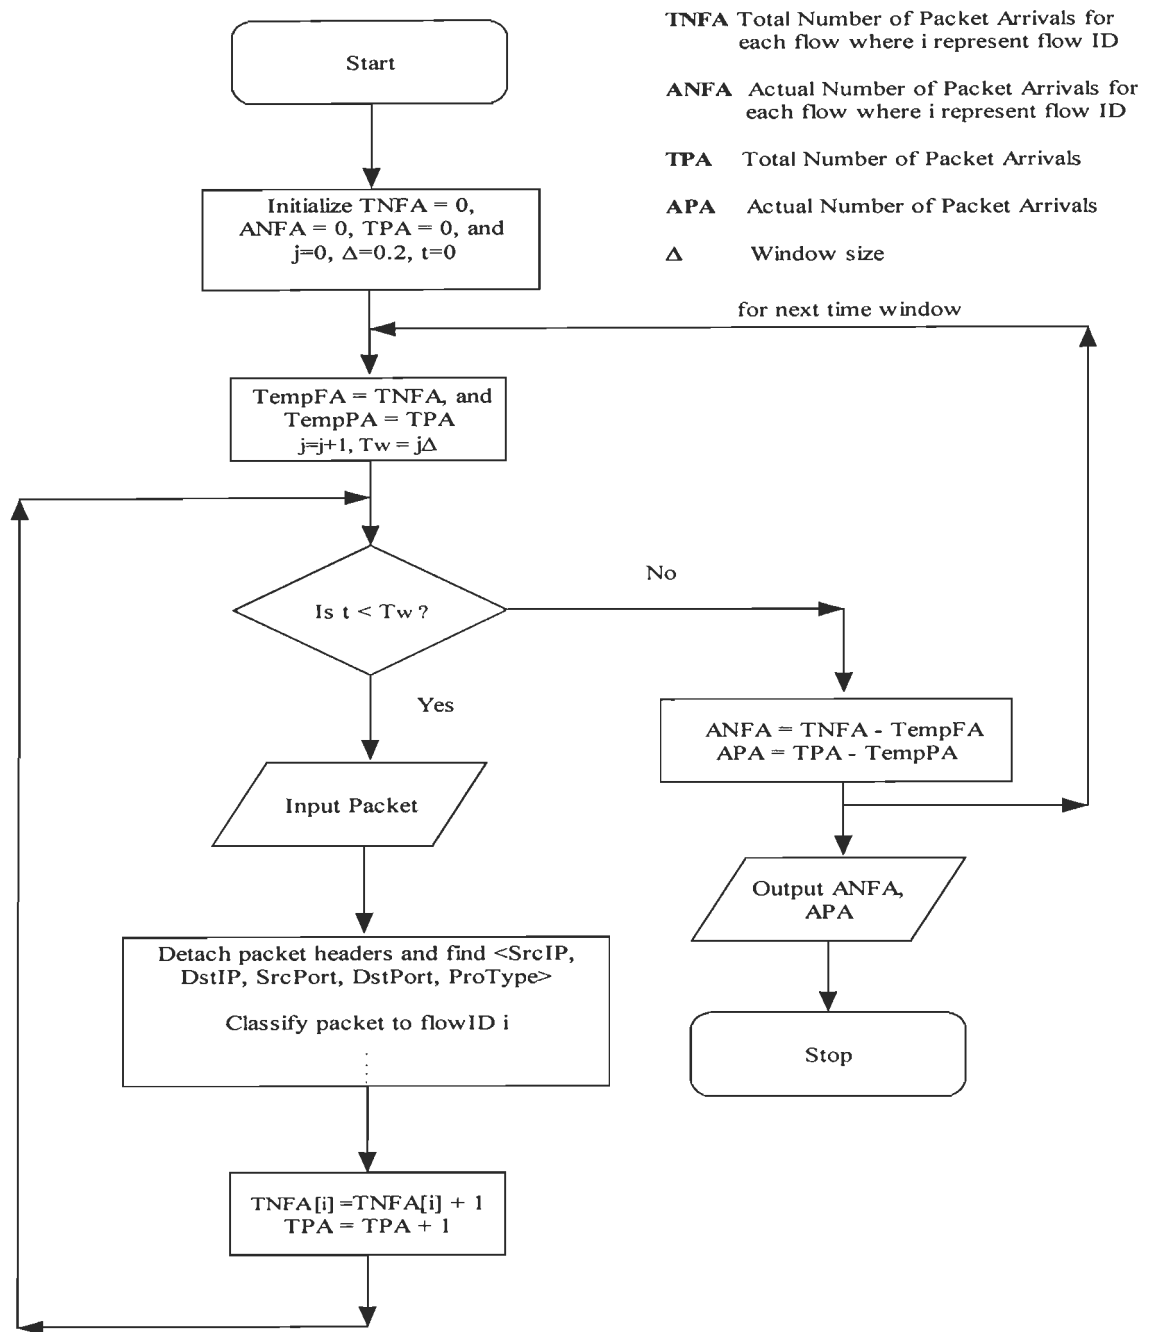 Start
Initialize TNFA = 0,
ANFA = 0, TPA = 0, and
j=0, Δ=0.2, t=0
TNFA Total Number of Packet Arrivals for
each flow where i represent flow ID
ANFA Actual Number of Packet Arrivals for
each flow where i represent flow ID
TPA Total Number of Packet Arrivals
APA Actual Number of Packet Arrivals
Δ Window size
for next time window
TempFA = TNFA, and
TempPA = TPA
j=j+1, Tw = jΔ
Is t < Tw?
No
Yes
ANFA = TNFA - TempFA
APA = TPA - TempPA
Input Packet
Output ANFA,
APA
Detach packet headers and find <SrcIP,
DstIP, SrcPort, DstPort, ProType>
Classify packet to flowID i
Stop
TNFA[i] =TNFA[i] + 1
TPA = TPA + 1